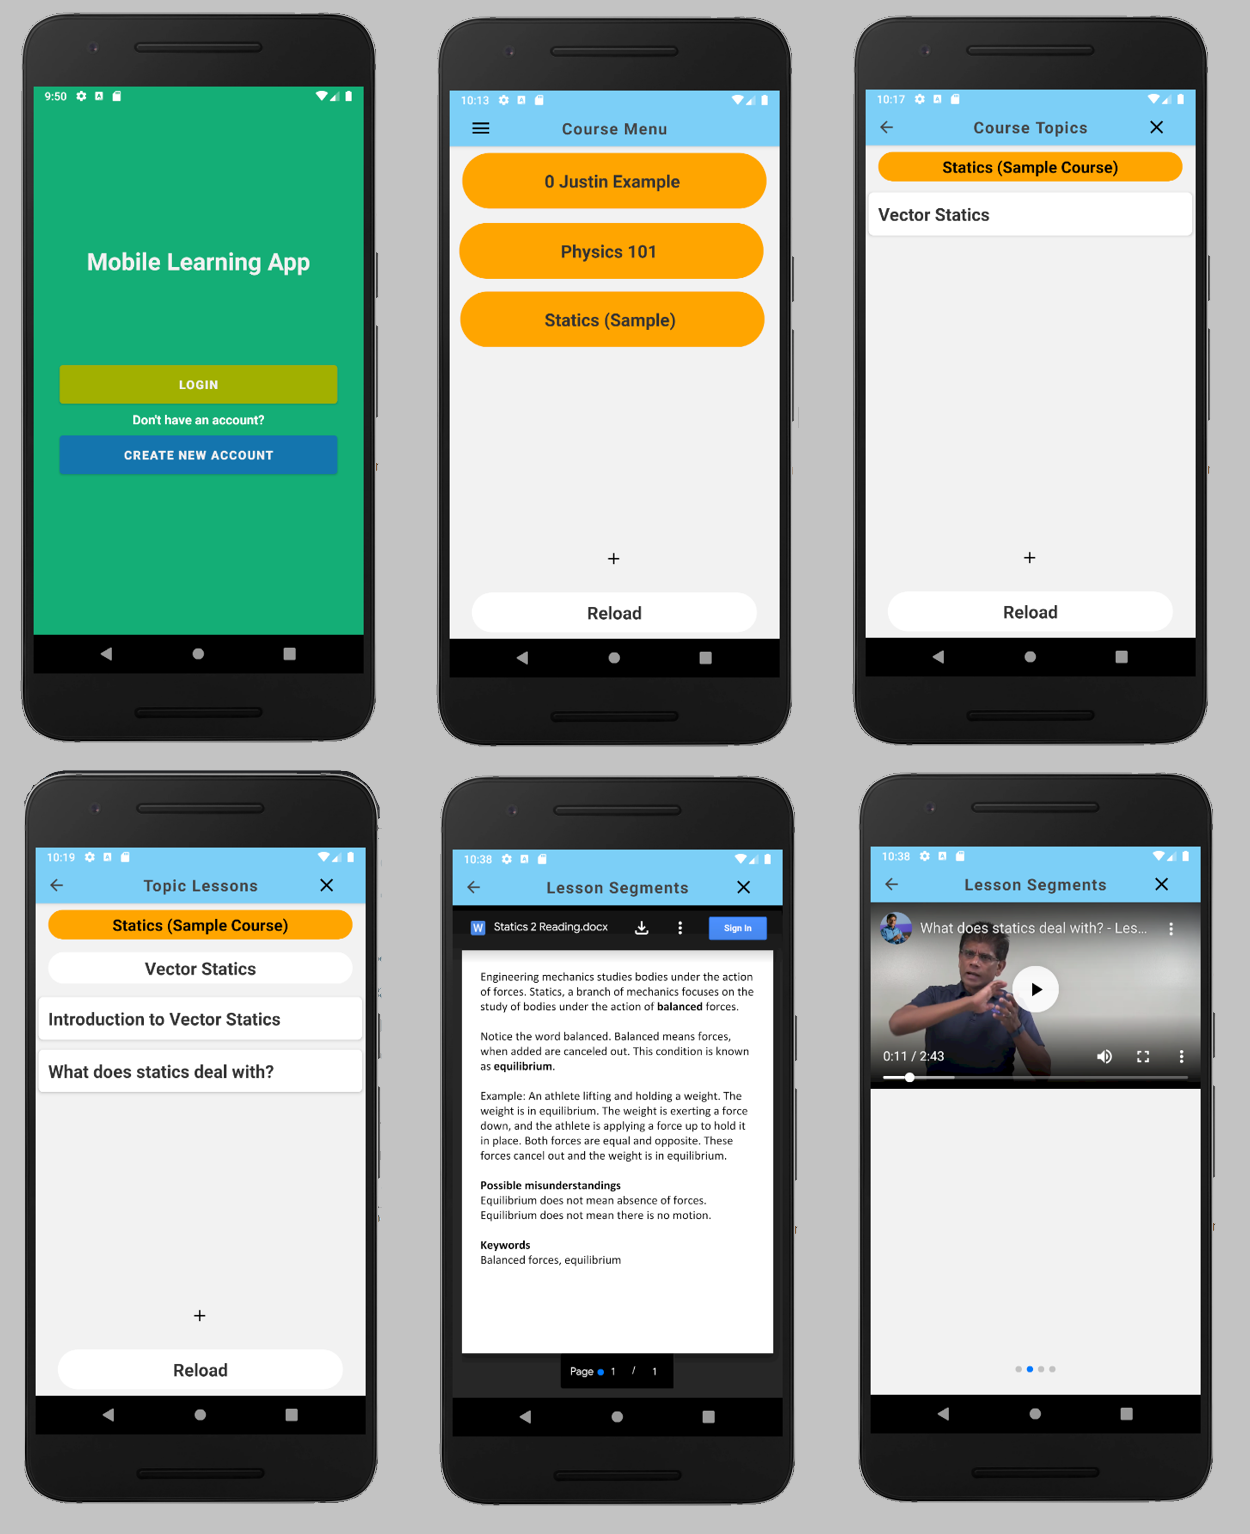 9:50
Mobile Learning App
LOGIN
Don't have an account?
CREATE NEW ACCOUNT
10:13
Course Menu
0 Justin Example
Physics 101
Statics (Sample)
+
Reload
10:17
Course Topics
Statics (Sample Course)
Vector Statics
+
Reload
10:19
Topic Lessons
Statics (Sample Course)
Vector Statics
Introduction to Vector Statics
What does statics deal with?
+
Reload
10:38
Lesson Segments
W Statics 2 Reading.docx Sign in
Engineering mechanics studies bodies under the action
of forces. Statics, a branch of mechanics focuses on the
study of bodies under the action of balanced forces.
Notice the word balanced. Balanced means forces,
when added are canceled out. This condition is known
as equilibrium.
Example: An athlete lifting and holding a weight. The
weight is in equilibrium. The weight is exerting a force
down, and the athlete is applying a force up to hold it
in place. Both forces are equal and opposite. These
forces cancel out and the weight is in equilibrium.
Possible misunderstandings
Equilibrium does not mean absence of forces.
Equilibrium does not mean there is no motion.
Keywords
Balanced forces, equilibrium
Page 1 / 1
10:38
Lesson Segments
What does statics deal with? - Les...
0:11 / 2:43